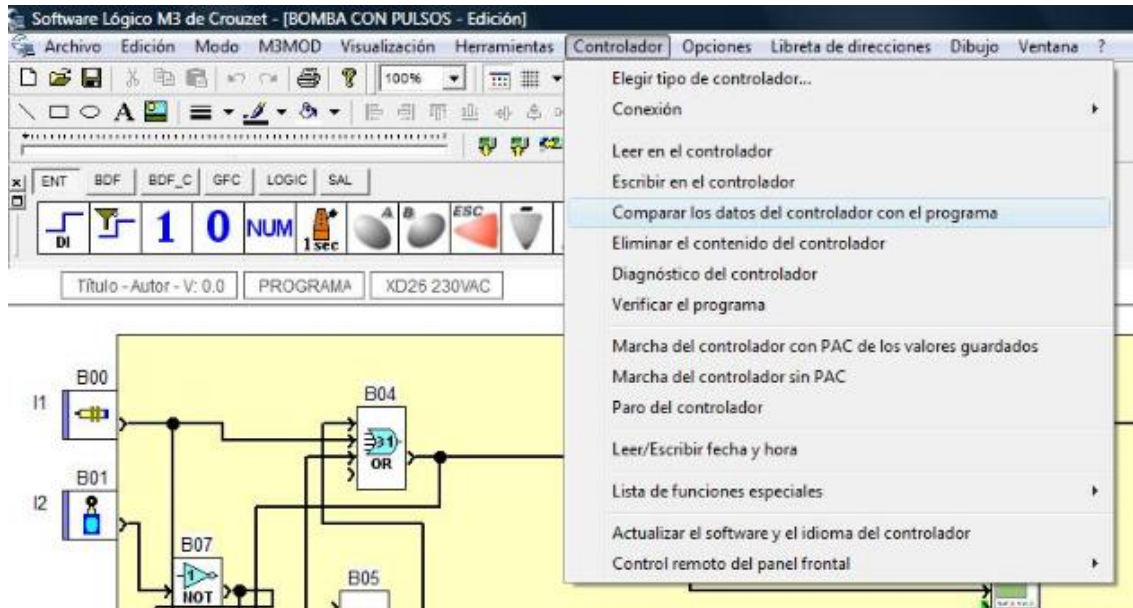 Software Lógico M3 de Crouzet - [BOMBA CON PULSOS - Edición]
Archivo Edición Modo M3MOD Visualización Herramientas Controlador Opciones Libreta de direcciones Dibujo Ventana ?
100%
A
ENT BDF BDF_C GFC LOGIC SAL
DI 1 0 NUM 1 sec A B ESC
Título - Autor - V: 0.0 PROGRAMA XD26 230VAC
Elegir tipo de controlador...
Conexión
Leer en el controlador
Escribir en el controlador
Comparar los datos del controlador con el programa
Eliminar el contenido del controlador
Diagnóstico del controlador
Verificar el programa
Marcha del controlador con PAC de los valores guardados
Marcha del controlador sin PAC
Paro del controlador
Leer/Escribir fecha y hora
Lista de funciones especiales
Actualizar el software y el idioma del controlador
Control remoto del panel frontal
B00
I1
B04
≥1
OR
B01
I2
B07
1
NOT
B05